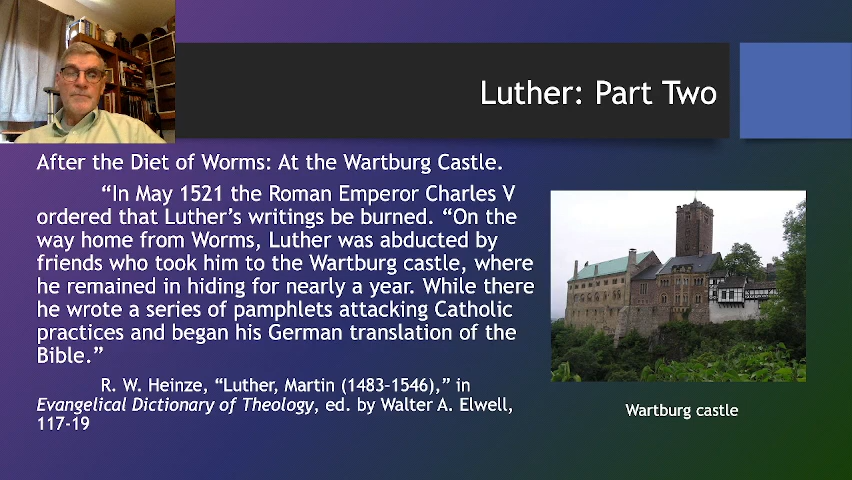 Luther: Part Two
After the Diet of Worms: At the Wartburg Castle.
“In May 1521 the Roman Emperor Charles V
ordered that Luther’s writings be burned. “On the
way home from Worms, Luther was abducted by
friends who took him to the Wartburg castle, where
he remained in hiding for nearly a year. While there
he wrote a series of pamphlets attacking Catholic
practices and began his German translation of the
Bible.”
R. W. Heinze, “Luther, Martin (1483–1546),” in
Evangelical Dictionary of Theology, ed. by Walter A. Elwell,
117-19
Wartburg castle